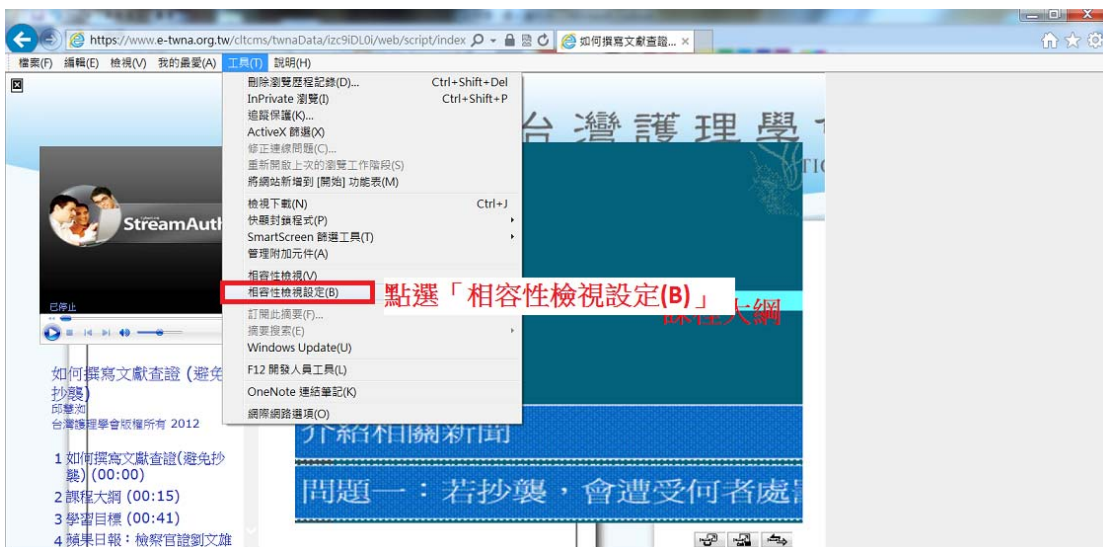 https://www.e-twna.org.tw/cltcms/twnaData/izc9iDL0i/web/script/index
如何撰寫文獻查證...
檔案(F) 編輯(E) 檢視(V) 我的最愛(A) 工具(T) 說明(H)
刪除瀏覽歷程記錄(D)... Ctrl+Shift+Del
InPrivate 瀏覽(I) Ctrl+Shift+P
追蹤保護(K)...
ActiveX 篩選(X)
修正連線問題(C)...
重新開啟上次的瀏覽工作階段(S)
將網站新增到 [開始] 功能表(M)
檢視下載(N) Ctrl+J
快顯封鎖程式(P)
SmartScreen 篩選工具(T)
管理附加元件(A)
相容性檢視(V)
相容性檢視設定(B)
訂閱此摘要(F)...
摘要搜索(E)
Windows Update(U)
F12 開發人員工具(L)
OneNote 連結筆記(K)
網際網路選項(O)
點選「相容性檢視設定(B)」
台灣護理學
StreamAuth
已停止
課程大綱
如何撰寫文獻查證 (避免
抄襲)
台灣護理學會版權所有 2012
1 如何撰寫文獻查證(避免抄
襲) (00:00)
2 課程大綱 (00:15)
3 學習目標 (00:41)
4 蘋果日報：檢察官證劉文雄
介紹相關新聞
問題一：若抄襲，會遭受何者處